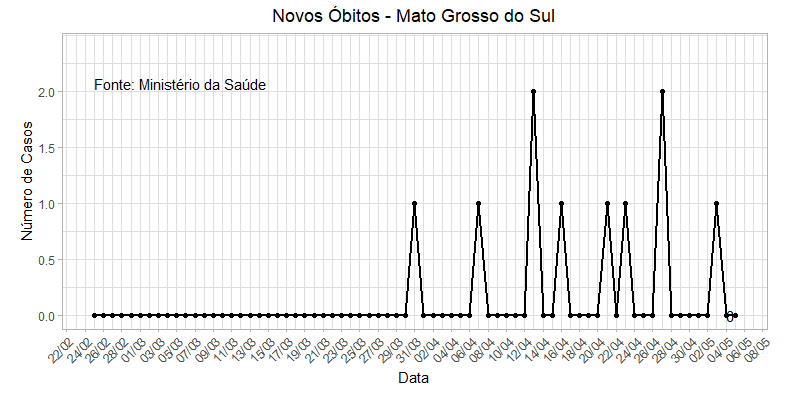 Novos Óbitos - Mato Grosso do Sul
Fonte: Ministério da Saúde
Número de Casos
2.0
1.5
1.0
0.5
0.0
0
22/02 24/02 26/02 28/02 01/03 03/03 05/03 07/03 09/03 11/03 13/03 15/03 17/03 19/03 21/03 23/03 25/03 27/03 29/03 31/03 02/04 04/04 06/04 08/04 10/04 12/04 14/04 16/04 18/04 20/04 22/04 24/04 26/04 28/04 30/04 02/05 04/05 06/05 08/05
Data